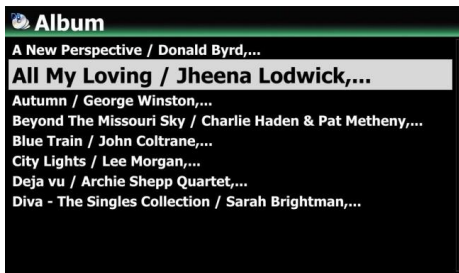 Album
A New Perspective / Donald Byrd,...
All My Loving / Jheena Lodwick,...
Autumn / George Winston,...
Beyond The Missouri Sky / Charlie Haden & Pat Metheny,...
Blue Train / John Coltrane,...
City Lights / Lee Morgan,...
Deja vu / Archie Shepp Quartet,...
Diva - The Singles Collection / Sarah Brightman,...